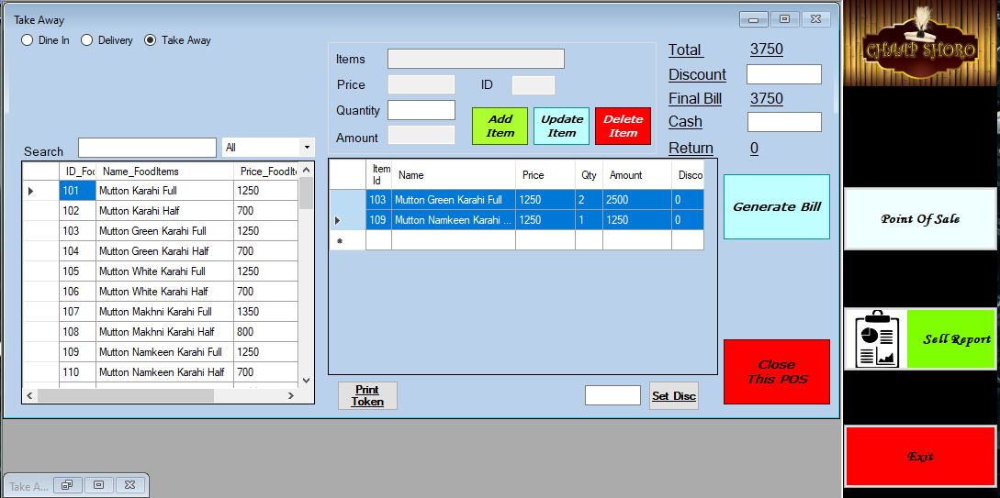 Take Away
Dine In Delivery Take Away
Items
Price ID
Quantity
Amount
Add Item
Update Item
Delete Item
Total 3750
Discount
Final Bill 3750
Cash
Return 0
CHAAP SHORO
Search All
ID_Foo Name_FoodItems Price_FoodIte
101 Mutton Karahi Full 1250
102 Mutton Karahi Half 700
103 Mutton Green Karahi Full 1250
104 Mutton Green Karahi Half 700
105 Mutton White Karahi Full 1250
106 Mutton White Karahi Half 700
107 Mutton Makhni Karahi Full 1350
108 Mutton Makhni Karahi Half 800
109 Mutton Namkeen Karahi Full 1250
110 Mutton Namkeen Karahi Half 700
Item Id Name Price Qty Amount Disco
103 Mutton Green Karahi Full 1250 2 2500 0
109 Mutton Namkeen Karahi ... 1250 1 1250 0
Generate Bill
Close This POS
Print Token
Set Disc
Point Of Sale
Sell Report
Exit
Take A...